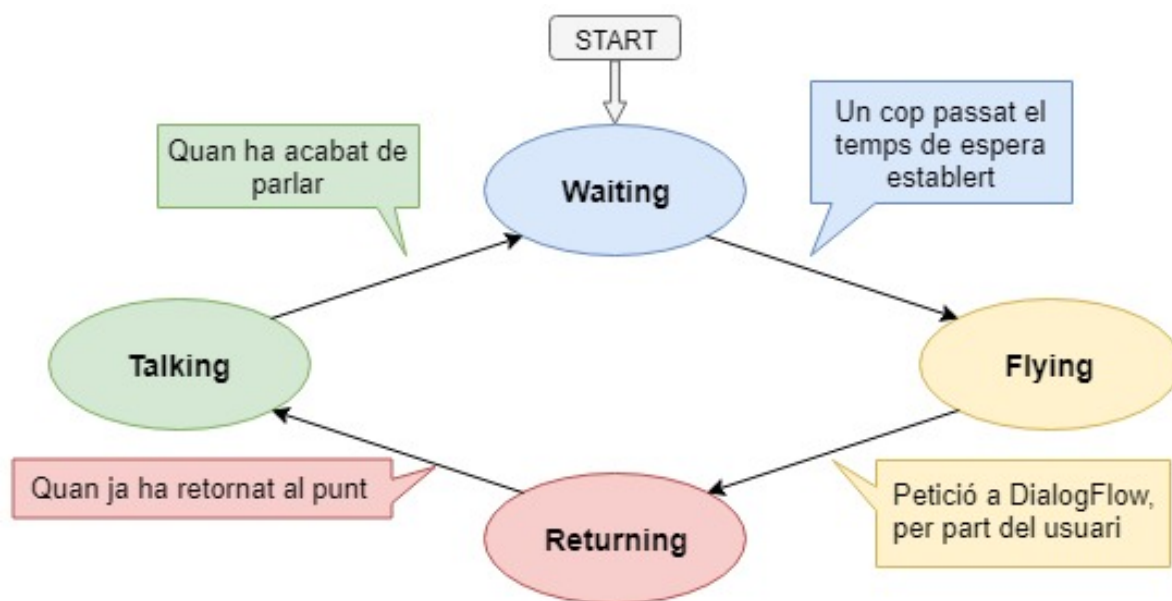 START
Un cop passat el
temps de espera
establert
Quan ha acabat de
parlar
Waiting
Talking
Flying
Quan ja ha retornat al punt
Petició a DialogFlow,
per part del usuari
Returning